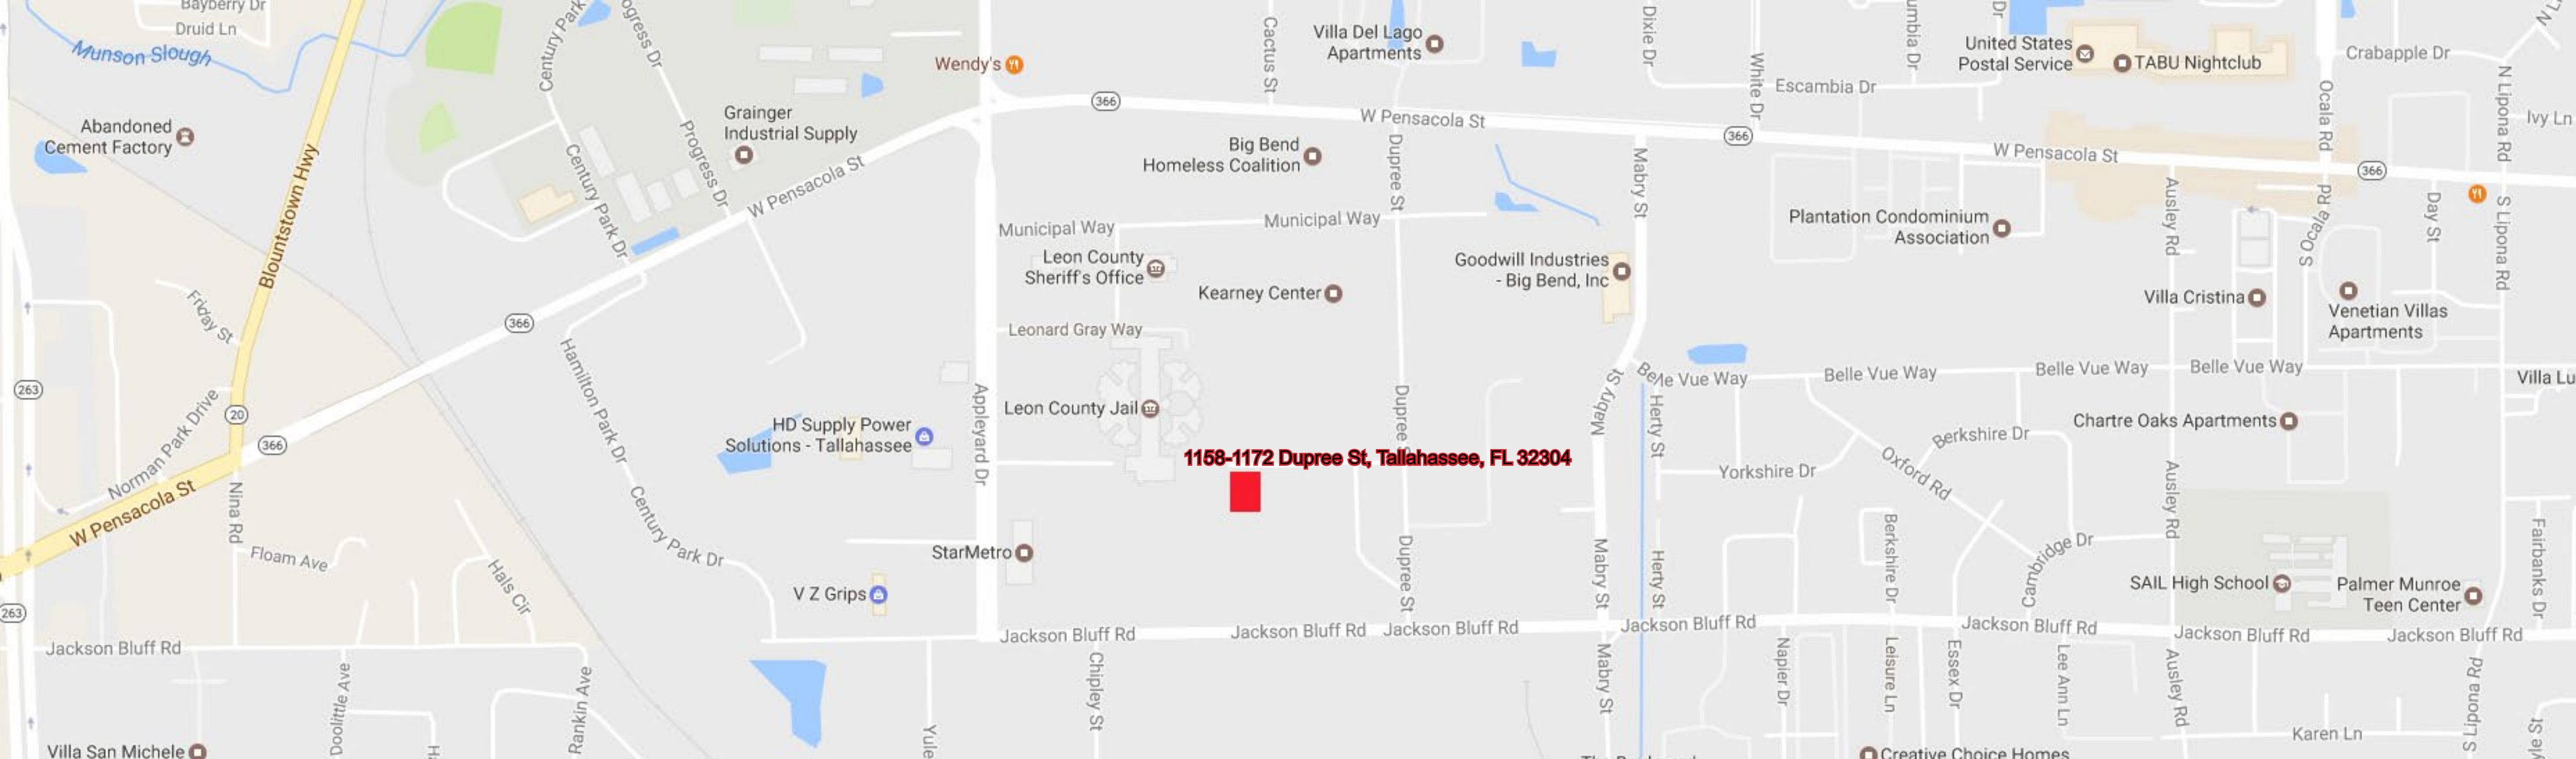 Bayberry Dr
Druid Ln
Munson Slough
Century Park
Progress Dr
Wendy's
Cactus St
Villa Del Lago
Apartments
Dixie Dr
White Dr
Escambia Dr
United States
Postal Service
TABU Nightclub
Crabapple Dr
Ocala Rd
N Lipona Rd
Ivy Ln
Abandoned
Cement Factory
Grainger
Industrial Supply
Century Park Dr
Progress Dr
W Pensacola St
366
W Pensacola St
366
W Pensacola St
366
Big Bend
Homeless Coalition
Dupree St
Mabry St
Blountstown Hwy
Municipal Way
Municipal Way
Leon County
Sheriff's Office
Kearney Center
Goodwill Industries
- Big Bend, Inc
Plantation Condominium
Association
Ausley Rd
S Ocala Rd
Day St
S Lipona Rd
Villa Cristina
Venetian Villas
Apartments
Friday St
366
Leonard Gray Way
Hamilton Park Dr
263
Norman Park Drive
20
366
Appleyard Dr
Leon County Jail
HD Supply Power
Solutions - Tallahassee
Dupree St
Mabry St
Belle Vue Way
Belle Vue Way
Belle Vue Way
Belle Vue Way
Villa Lu
Herty St
Chartre Oaks Apartments
Berkshire Dr
Oxford Rd
Yorkshire Dr
Ausley Rd
1158-1172 Dupree St, Tallahassee, FL 32304
W Pensacola St
Nina Rd
Floam Ave
Hals Cir
Century Park Dr
StarMetro
V Z Grips
Dupree St
Mabry St
Herty St
Berkshire Dr
Cambridge Dr
SAIL High School
Palmer Munroe
Teen Center
Fairbanks Dr
263
Jackson Bluff Rd
Jackson Bluff Rd
Jackson Bluff Rd
Jackson Bluff Rd
Jackson Bluff Rd
Jackson Bluff Rd
Jackson Bluff Rd
Jackson Bluff Rd
Doolittle Ave
Rankin Ave
Yule
Chipley St
Mabry St
Napier Dr
Leisure Ln
Essex Dr
Lee Ann Ln
Ausley Rd
Karen Ln
S Lipona Rd
Villa San Michele
Creative Choice Homes